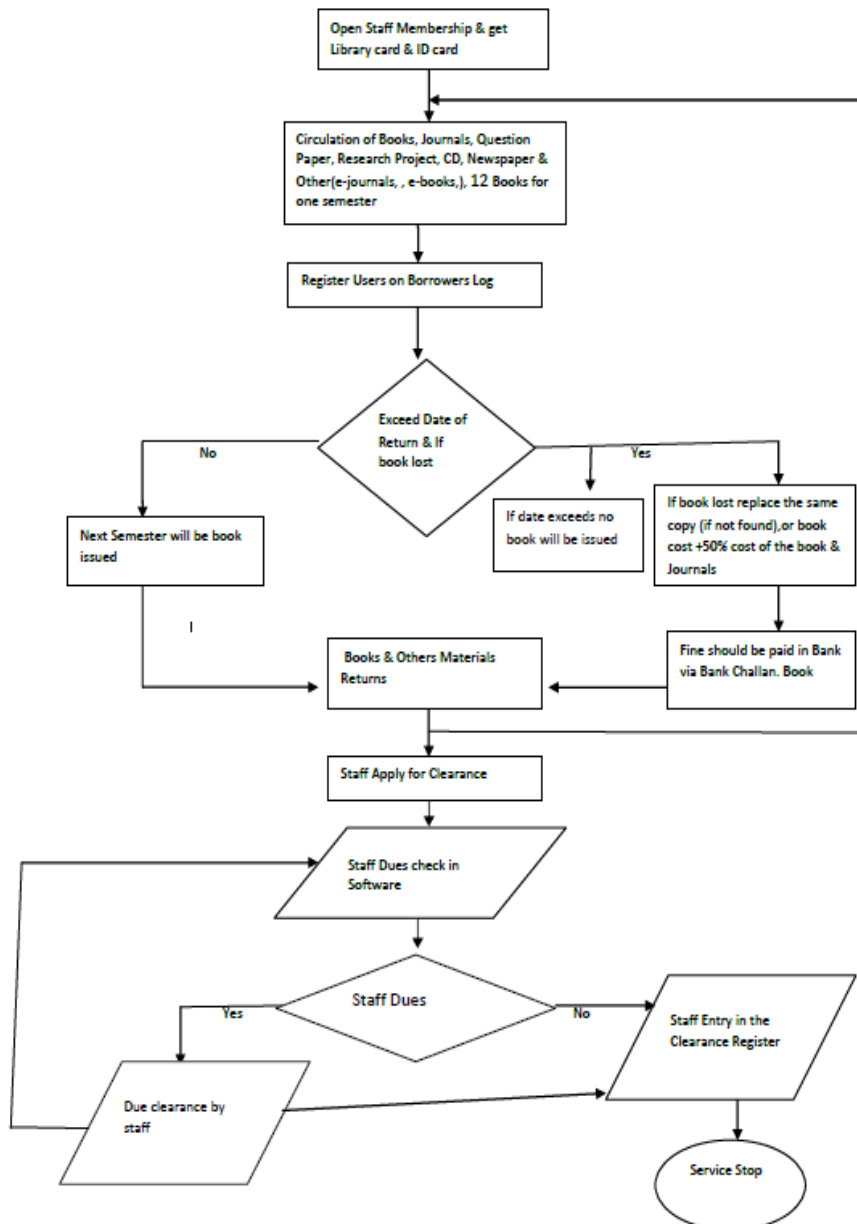 Open Staff Membership & get
Library card & ID card
Circulation of Books, Journals, Question
Paper, Research Project, CD, Newspaper &
Other(e-journals, , e-books,), 12 Books for
one semester
Register Users on Borrowers Log
Exceed Date of
Return & If
book lost
No
Yes
Next Semester will be book
issued
If date exceeds no
book will be issued
If book lost replace the same
copy (if not found),or book
cost +50% cost of the book &
Journals
I
Books & Others Materials
Returns
Fine should be paid in Bank
via Bank Challan. Book
Staff Apply for Clearance
Staff Dues check in
Software
Staff Dues
Yes
No
Staff Entry in the
Clearance Register
Due clearance by
staff
Service Stop